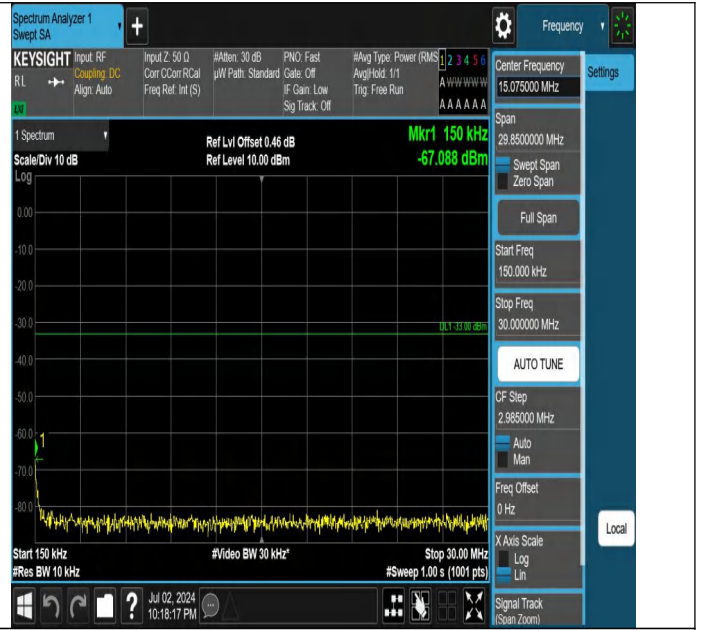 Spectrum Analyzer 1
Swept SA
Frequency
KEYSIGHT
RL
LXI
Input: RF
Coupling: DC
Align: Auto
Input Z: 50 Ω
Corr CCorr RCal
Freq Ref: Int (S)
#Atten: 30 dB
µW Path: Standard
PNO: Fast
Gate: Off
IF Gain: Low
Sig Track: Off
#Avg Type: Power (RMS
Avg|Hold: 1/1
Trig: Free Run
1 2 3 4 5 6
A W W W W W
A A A A A A
1 Spectrum
Scale/Div 10 dB
Log
Ref Lvl Offset 0.46 dB
Ref Level 10.00 dBm
Mkr1 150 kHz
-67.088 dBm
0.00
-10.0
-20.0
-30.0
DL1 -33.00 dBm
-40.0
-50.0
-60.0
1
-70.0
-80.0
Start 150 kHz
#Res BW 10 kHz
#Video BW 30 kHz*
Stop 30.00 MHz
#Sweep 1.00 s (1001 pts)
Center Frequency
15.075000 MHz
Settings
Span
29.8500000 MHz
Swept Span
Zero Span
Full Span
Start Freq
150.000 kHz
Stop Freq
30.000000 MHz
AUTO TUNE
CF Step
2.985000 MHz
Auto
Man
Freq Offset
0 Hz
Local
X Axis Scale
Log
Lin
Signal Track
(Span Zoom)
?
Jul 02, 2024
10:18:17 PM